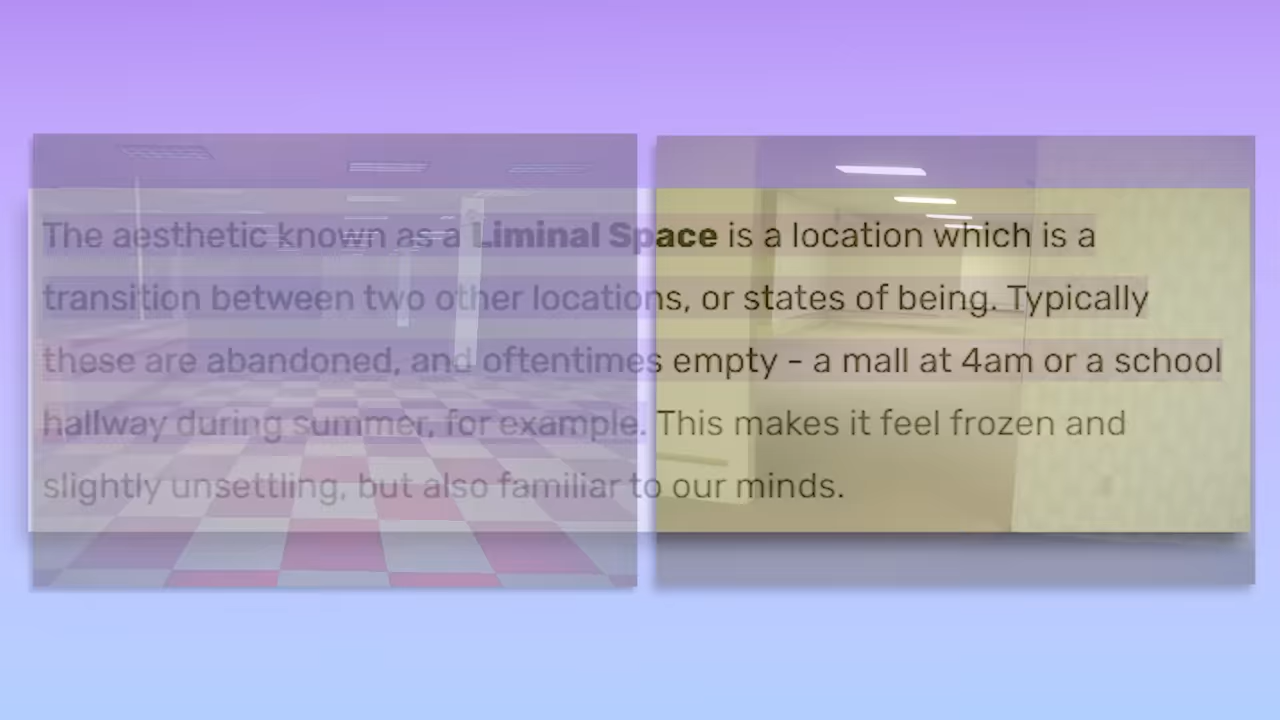 The aesthetic known as a Liminal Space is a location which is a
transition between two other locations, or states of being. Typically
these are abandoned, and oftentimes empty - a mall at 4am or a school
hallway during summer, for example. This makes it feel frozen and
slightly unsettling, but also familiar to our minds.